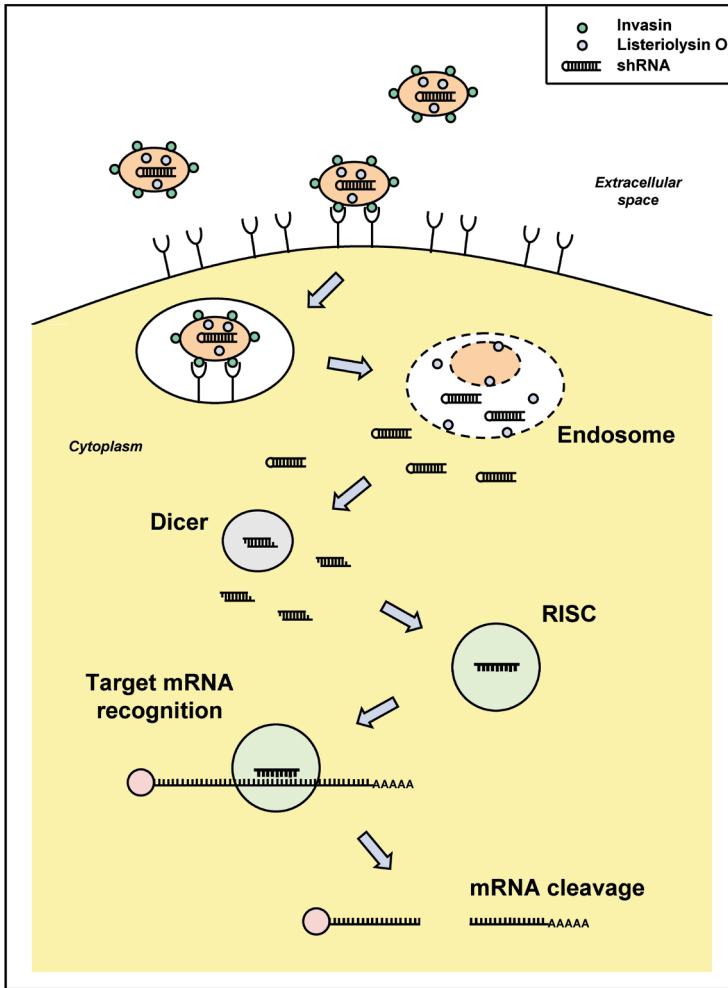 Invasin
Listeriolysin O
shRNA
Extracellular
space
Endosome
Cytoplasm
Dicer
RISC
Target mRNA
recognition
AAAAA
mRNA cleavage
AAAAA